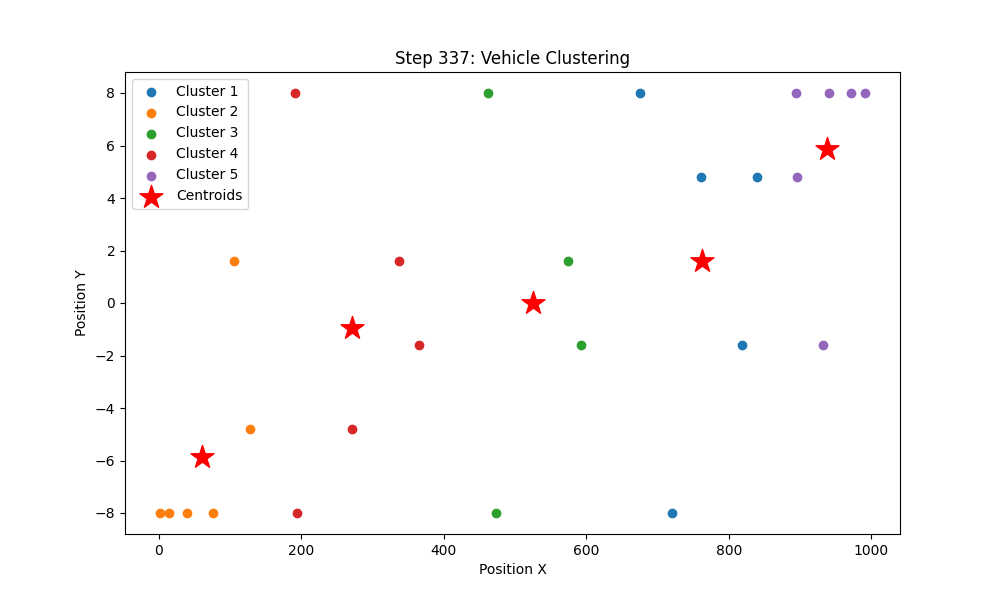 Step 337: Vehicle Clustering
Cluster 1
Cluster 2
Cluster 3
Cluster 4
Cluster 5
Centroids
8
6
4
2
0
−2
−4
−6
−8
Position Y
0 200 400 600 800 1000
Position X